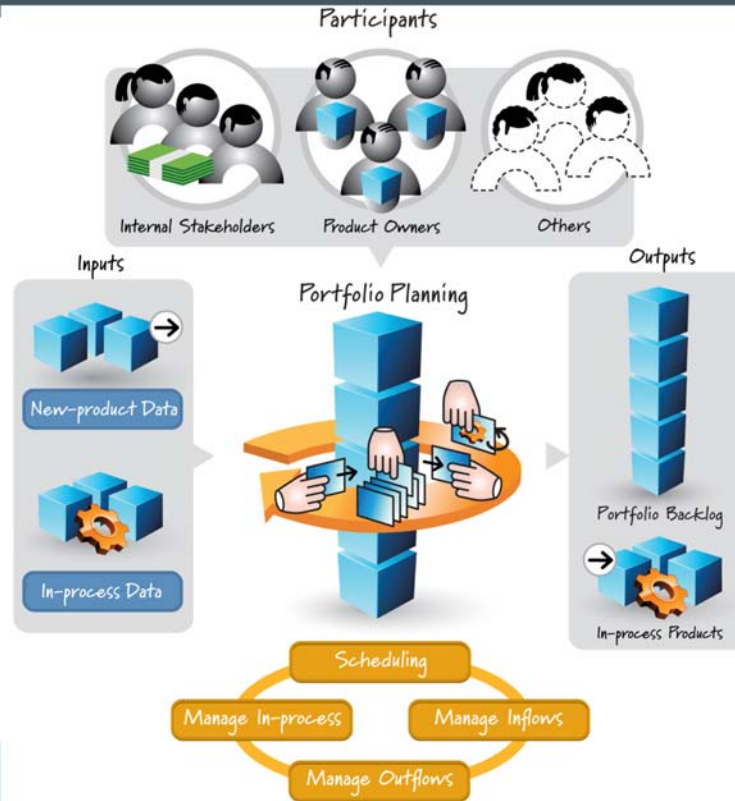 Participants
Internal Stakeholders
Product Owners
Others
Inputs
Portfolio Planning
Outputs
New-product Data
In-process Data
Portfolio Backlog
In-process Products
Scheduling
Manage In-process
Manage Inflows
Manage Outflows